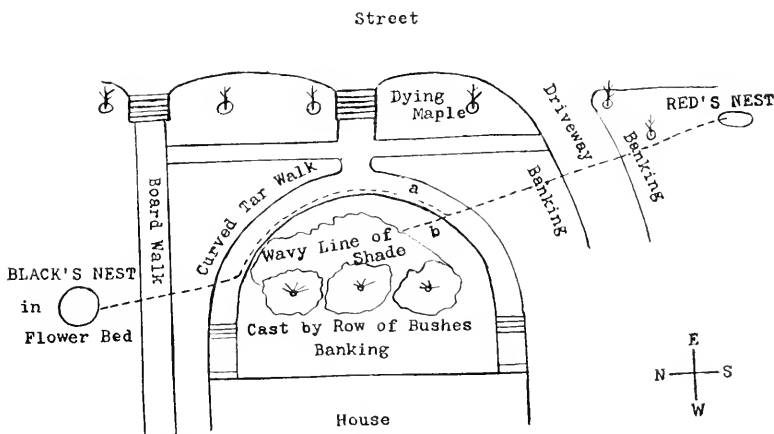 Street
Dying
Maple
Driveway
RED'S NEST
Banking
Banking
Curved Tar Walk
a
b
Board Walk
Wavy Line of
Shade
BLACK'S NEST
in
Flower Bed
Cast by Row of Bushes
Banking
E
N S
W
House